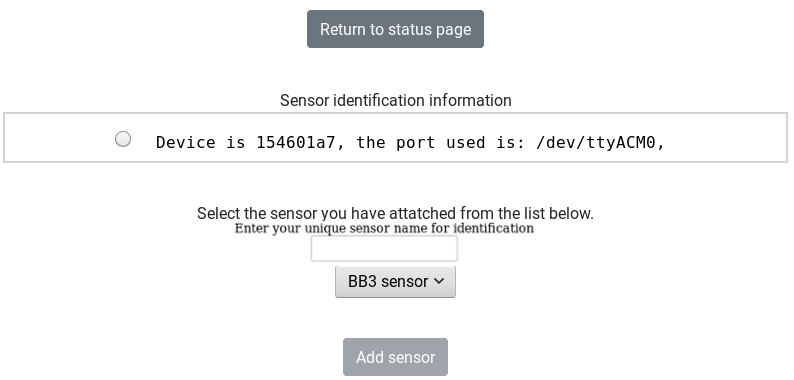 Return to status page
Sensor identification information
Device is 154601a7, the port used is: /dev/ttyACM0,
Select the sensor you have attatched from the list below.
Enter your unique sensor name for identification
BB3 sensor
Add sensor